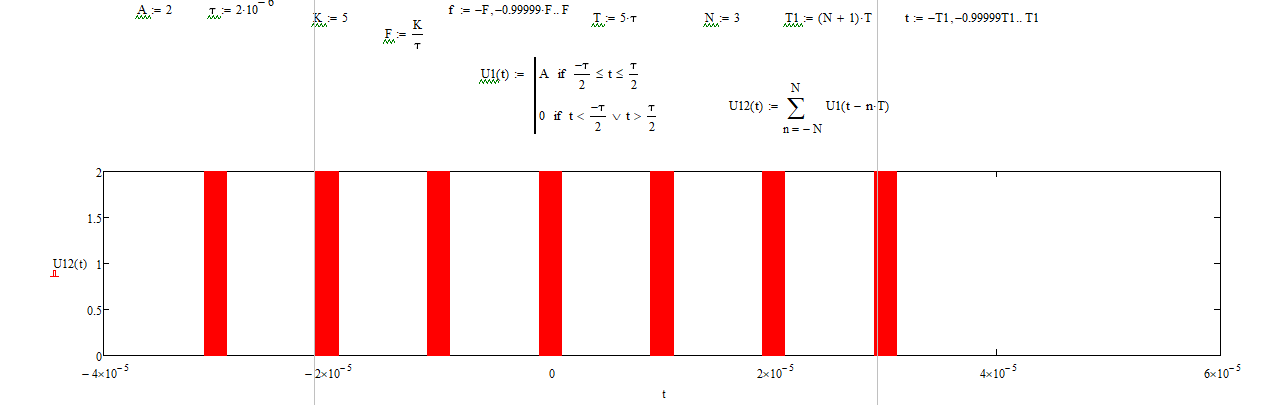 A := 2 τ := 2·10^−6 K := 5 F := K/τ f := −F,−0.99999·F.. F T := 5·τ N := 3 T1 := (N + 1)·T t := −T1,−0.99999T1.. T1
U1(t) := A if −τ/2 ≤ t ≤ τ/2
0 if t < −τ/2 ∨ t > τ/2
U12(t) := ∑ n = −N N U1(t − n·T)
2
1.5
U12(t) 1
0.5
0
−4×10^−5 −2×10^−5 0 2×10^−5 4×10^−5 6×10^−5
t